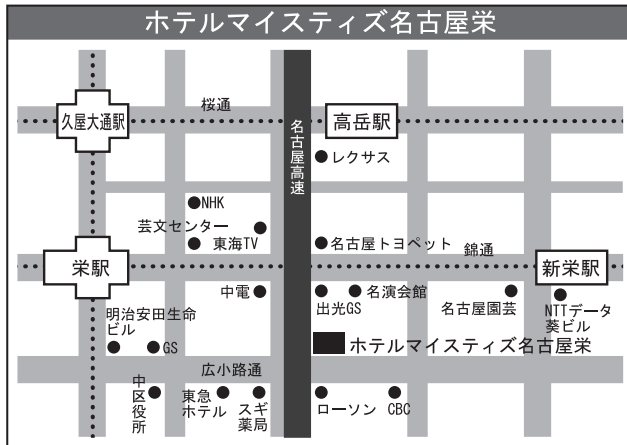 ホテルマイスティズ名古屋栄
桜通
久屋大通駅
名古屋高速
高岳駅
レクサス
NHK
芸文センター
東海TV
名古屋トヨペット
錦通
栄駅
新栄駅
中電
出光GS
名演会館
名古屋園芸
NTTデータ
葵ビル
明治安田生命
ビル
GS
ホテルマイスティズ名古屋栄
広小路通
中区役所
東急
ホテル
スギ
薬局
ローソン
CBC